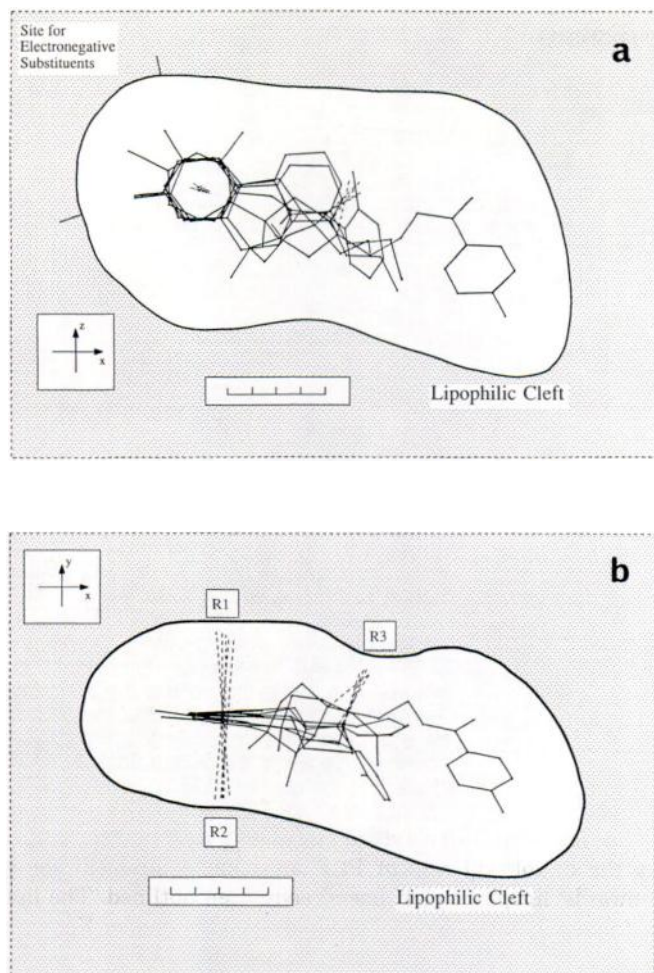 Site for
Electronegative
Substituents
a
z
x
Lipophilic Cleft
y
x
b
R1
R3
R2
Lipophilic Cleft